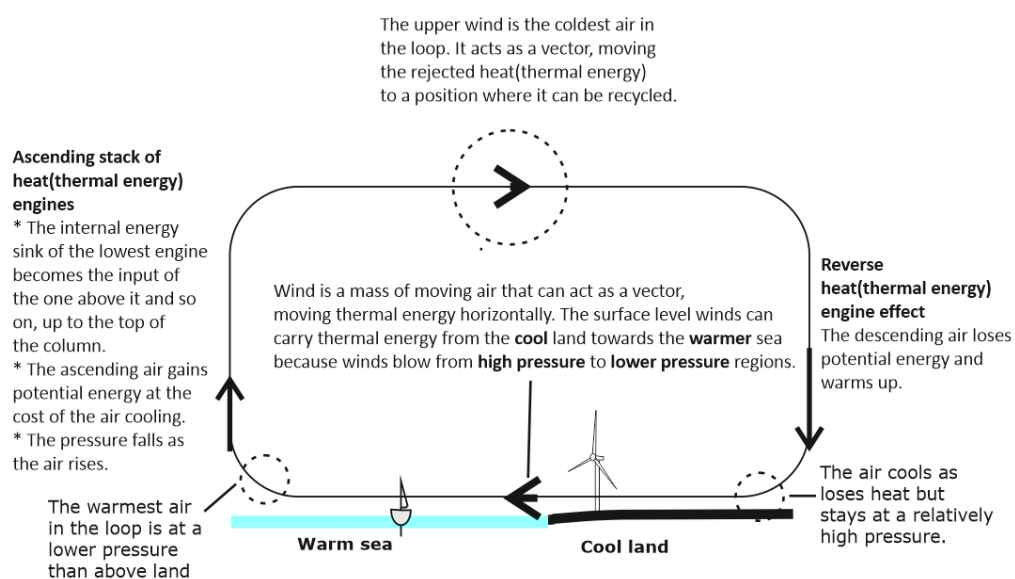 The upper wind is the coldest air in
the loop. It acts as a vector, moving
the rejected heat(thermal energy)
to a position where it can be recycled.
Ascending stack of
heat(thermal energy)
engines
* The internal energy
sink of the lowest engine
becomes the input of
the one above it and so
on, up to the top of
the column.
* The ascending air gains
potential energy at the
cost of the air cooling.
* The pressure falls as
the air rises.
Wind is a mass of moving air that can act as a vector,
moving thermal energy horizontally. The surface level winds can
carry thermal energy from the cool land towards the warmer sea
because winds blow from high pressure to lower pressure regions.
Reverse
heat(thermal energy)
engine effect
The descending air loses
potential energy and
warms up.
The warmest air
in the loop is at a
lower pressure
than above land
Warm sea
Cool land
The air cools as
loses heat but
stays at a relatively
high pressure.